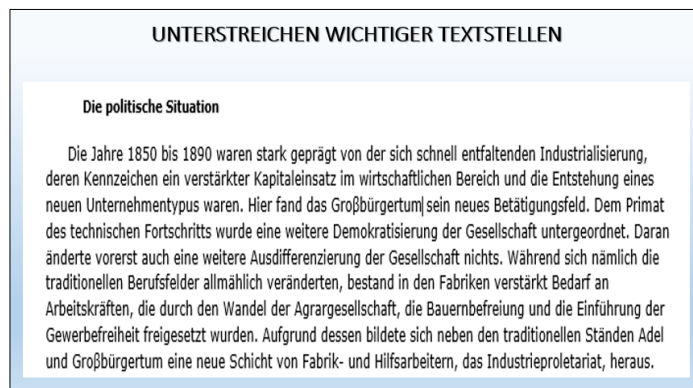 UNTERSTREICHEN WICHTIGER TEXTSTELLEN
Die politische Situation
Die Jahre 1850 bis 1890 waren stark geprägt von der sich schnell entfaltenden Industrialisierung,
deren Kennzeichen ein verstärkter Kapitaleinsatz im wirtschaftlichen Bereich und die Entstehung eines
neuen Unternehmentypus waren. Hier fand das Großbürgertum sein neues Betätigungsfeld. Dem Primat
des technischen Fortschritts wurde eine weitere Demokratisierung der Gesellschaft untergeordnet. Daran
änderte vorerst auch eine weitere Ausdifferenzierung der Gesellschaft nichts. Während sich nämlich die
traditionellen Berufsfelder allmählich veränderten, bestand in den Fabriken verstärkt Bedarf an
Arbeitskräften, die durch den Wandel der Agrargesellschaft, die Bauernbefreiung und die Einführung der
Gewerbefreiheit freigesetzt wurden. Aufgrund dessen bildete sich neben den traditionellen Ständen Adel
und Großbürgertum eine neue Schicht von Fabrik- und Hilfsarbeitern, das Industrieproletariat, heraus.